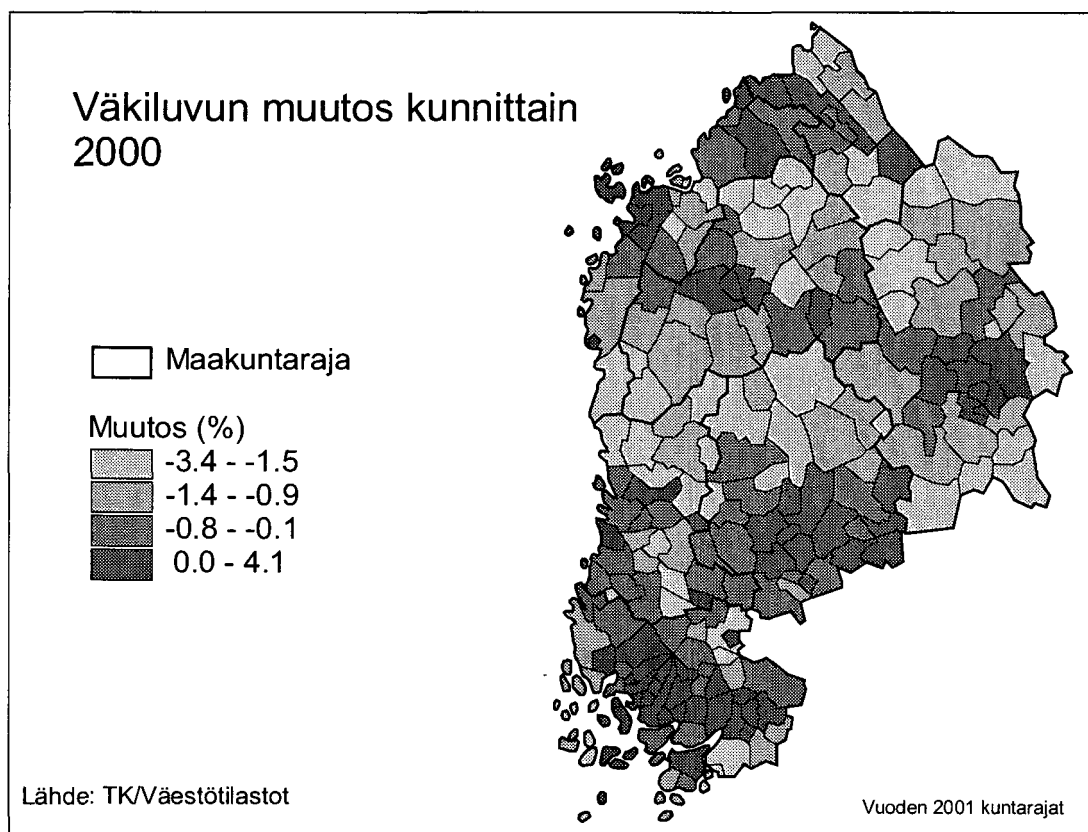 Väkiluvun muutos kunnittain
2000
Maakuntaraja
Muutos (%)
-3.4 - -1.5
-1.4 - -0.9
-0.8 - -0.1
0.0 - 4.1
Lähde: TK/Väestötilastot
Vuoden 2001 kuntarajat